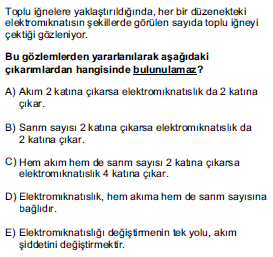 Toplu iğnelere yaklaştırıldığında, her bir düzenekteki
elektromıknatısın şekillerde görülen sayıda toplu iğneyi
çektiği gözleniyor.
Bu gözlemlerden yararlanılarak aşağıdaki
çıkarımlardan hangisinde bulunulamaz?
A) Akım 2 katına çıkarsa elektromıknatıslık da 2 katına
çıkar.
B) Sarım sayısı 2 katına çıkarsa elektromıknatıslık da
2 katına çıkar.
C) Hem akım hem de sarım sayısı 2 katına çıkarsa
elektromıknatıslık 4 katına çıkar.
D) Elektromıknatıslık, hem akıma hem de sarım sayısına
bağlıdır.
E) Elektromıknatıslığı değiştirmenin tek yolu, akım
şiddetini değiştirmektir.